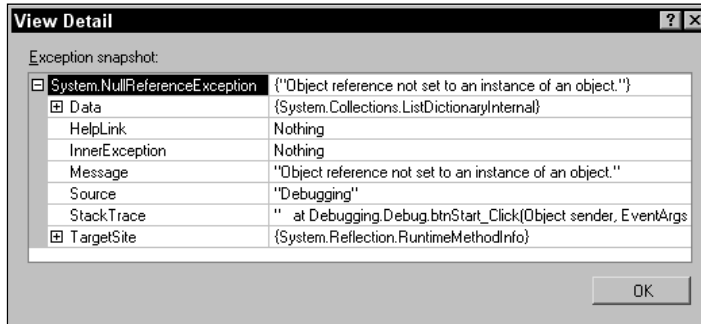 View Detail
Exception snapshot:
System.NullReferenceException {"Object reference not set to an instance of an object."}
Data {System.Collections.ListDictionaryInternal}
HelpLink Nothing
InnerException Nothing
Message "Object reference not set to an instance of an object."
Source "Debugging"
StackTrace " at Debugging.Debug.btnStart_Click(Object sender, EventArgs
TargetSite {System.Reflection.RuntimeMethodInfo}
OK